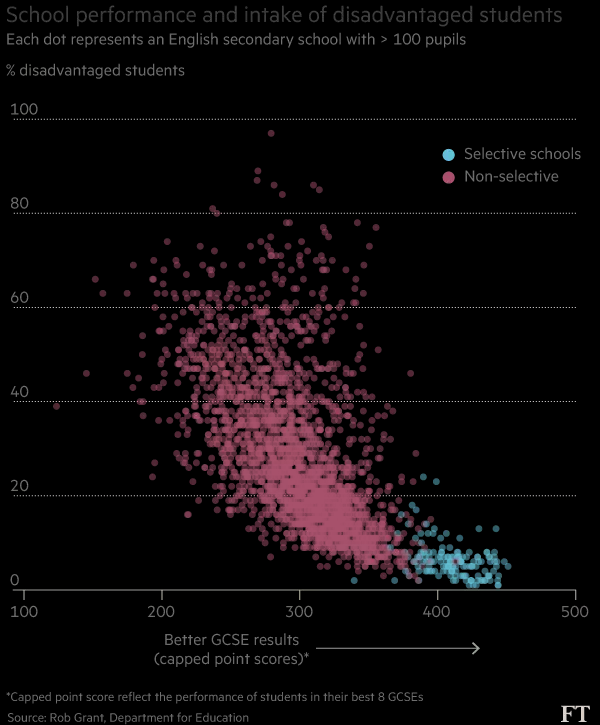 School performance and intake of disadvantaged students
Each dot represents an English secondary school with > 100 pupils
% disadvantaged students
100
Selective schools
Non-selective
80
60
40
20
0
100 200 300 400 500
Better GCSE results
(capped point scores)*
*Capped point score reflect the performance of students in their best 8 GCSEs
Source: Rob Grant, Department for Education
FT